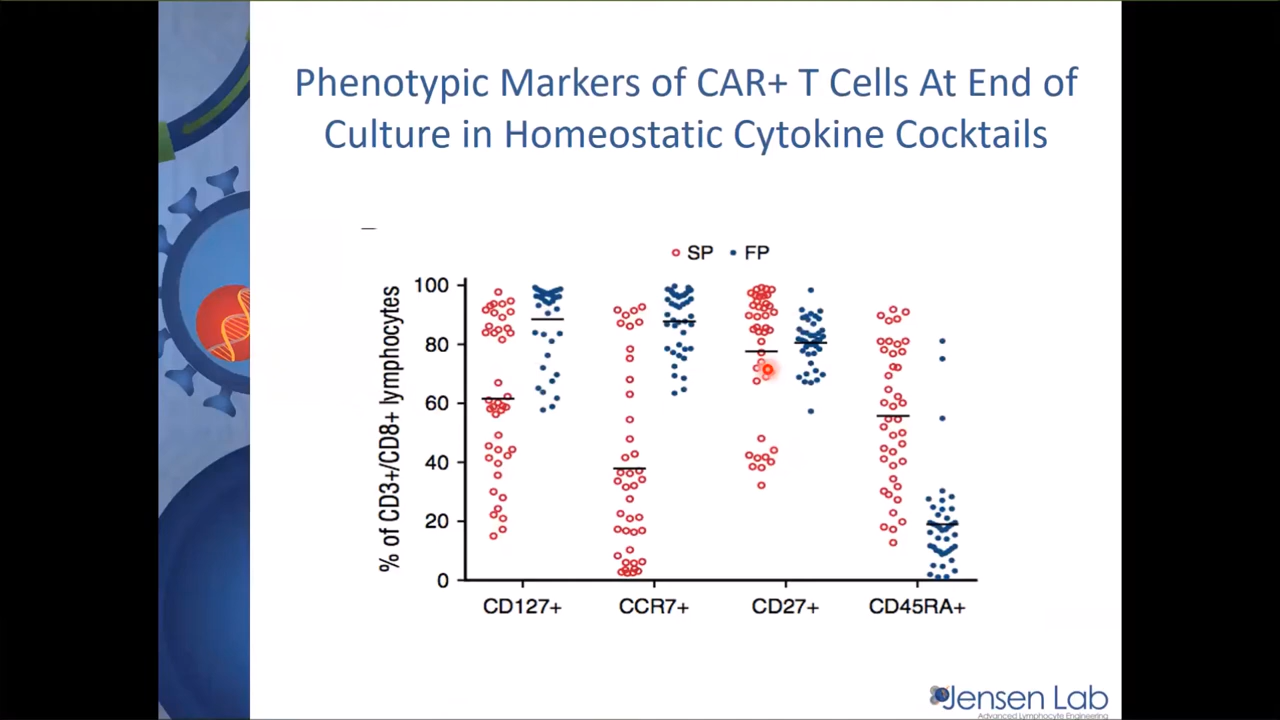 Phenotypic Markers of CAR+ T Cells At End of
Culture in Homeostatic Cytokine Cocktails
SP FP
% of CD3+/CD8+ lymphocytes
100
80
60
40
20
0
CD127+ CCR7+ CD27+ CD45RA+
Jensen Lab
Advanced Lymphocyte Engineering